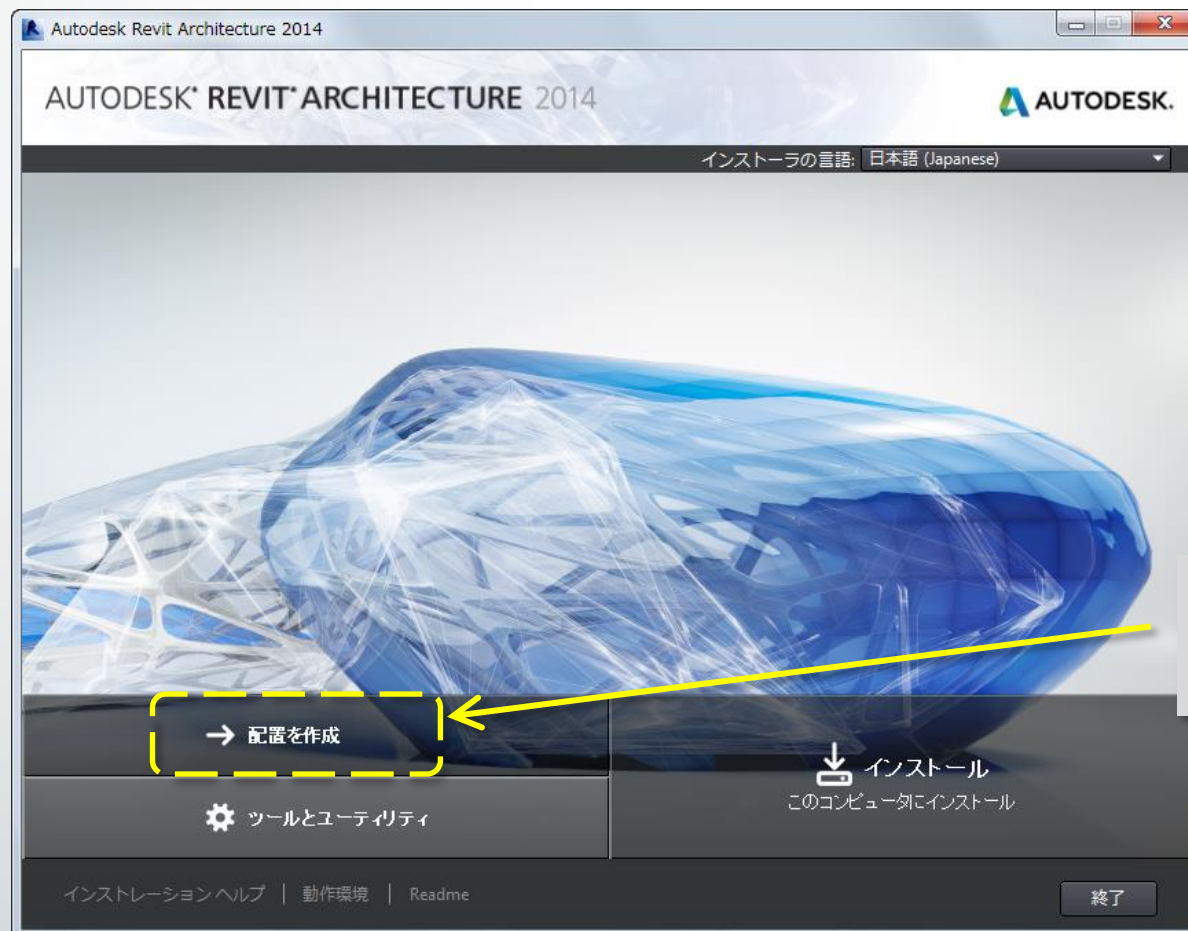 Autodesk Revit Architecture 2014
AUTODESK® REVIT® ARCHITECTURE 2014
AUTODESK.
インストーラの言語: 日本語 (Japanese)
配置を作成
インストール
このコンピュータにインストール
ツールとユーティリティ
インストレーション ヘルプ | 動作環境 | Readme
終了